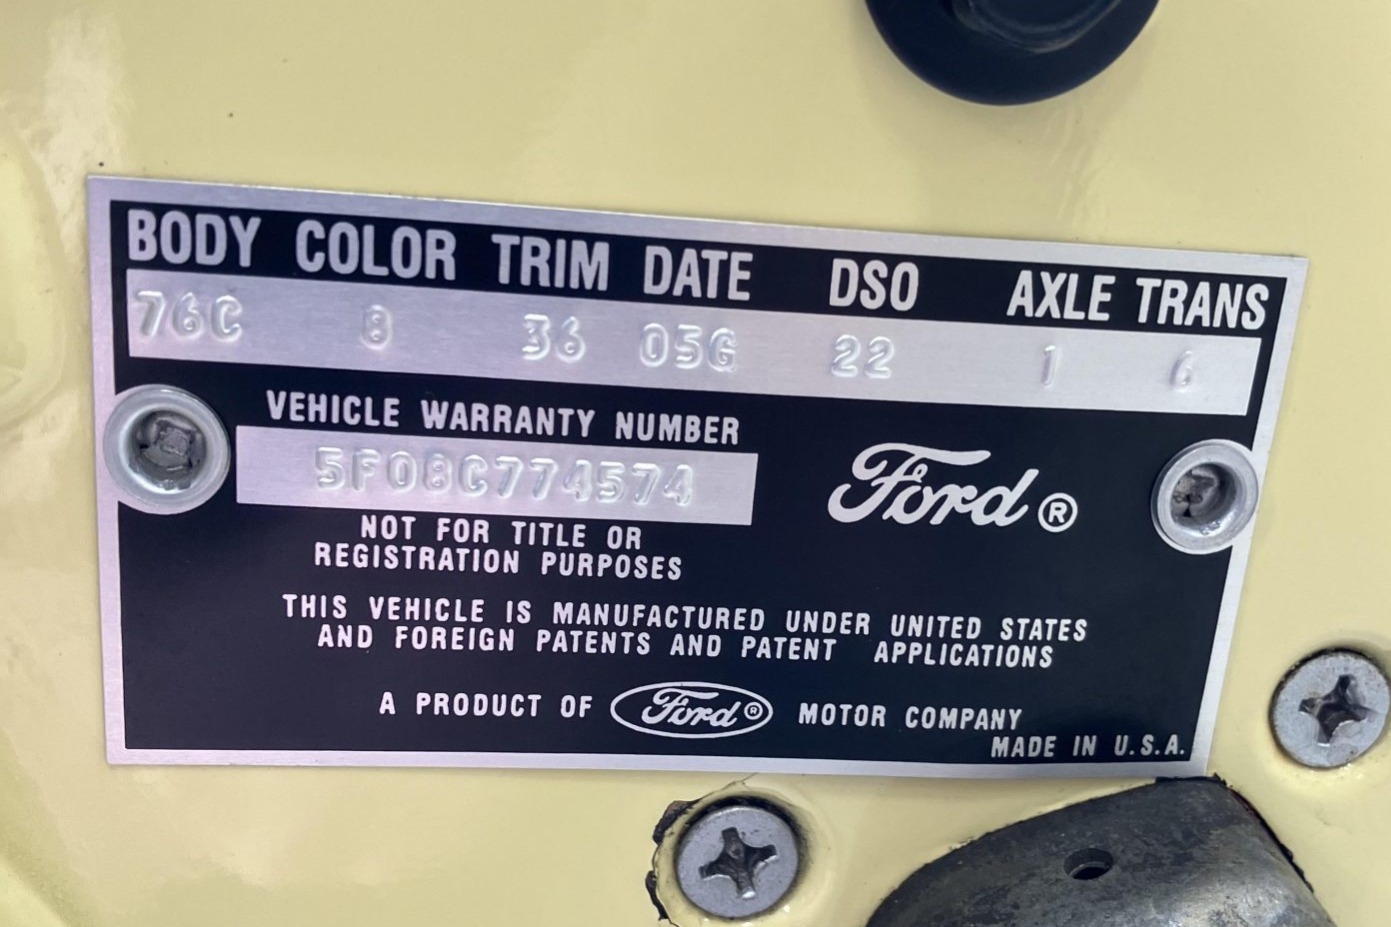 BODY COLOR TRIM DATE DSO AXLE TRANS
76C 8 36 05G 22 1 6
VEHICLE WARRANTY NUMBER
5F08C774574
Ford ®
NOT FOR TITLE OR
REGISTRATION PURPOSES
THIS VEHICLE IS MANUFACTURED UNDER UNITED STATES
AND FOREIGN PATENTS AND PATENT APPLICATIONS
A PRODUCT OF Ford ® MOTOR COMPANY
MADE IN U.S.A.